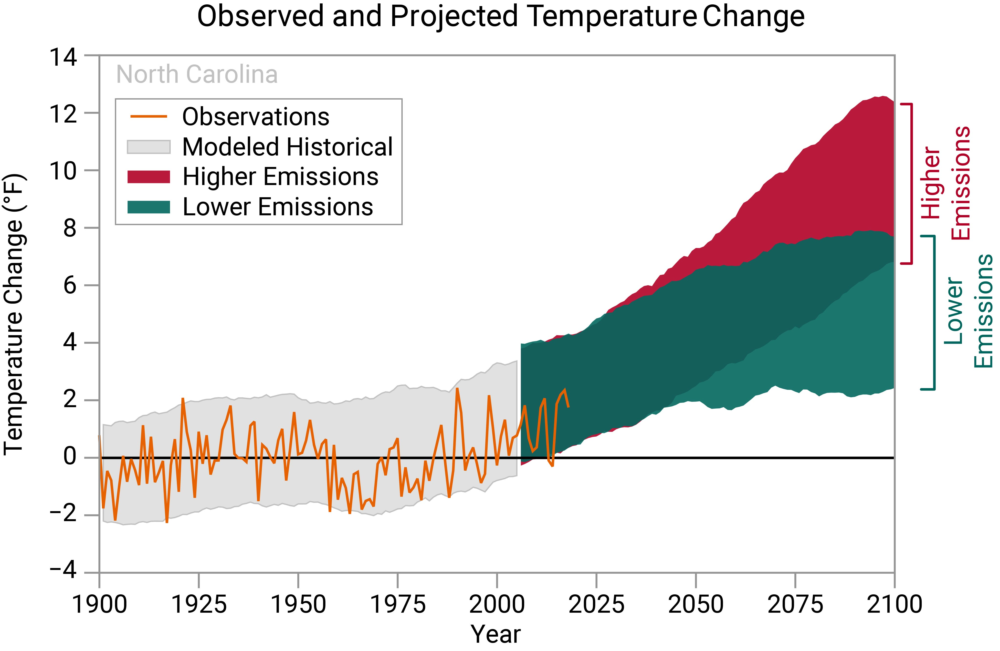 Observed and Projected Temperature Change
North Carolina
Observations
Modeled Historical
Higher Emissions
Lower Emissions
Temperature Change (°F)
14
12
10
8
6
4
2
0
−2
−4
Higher
Emissions
Lower
Emissions
1900 1925 1950 1975 2000 2025 2050 2075 2100
Year